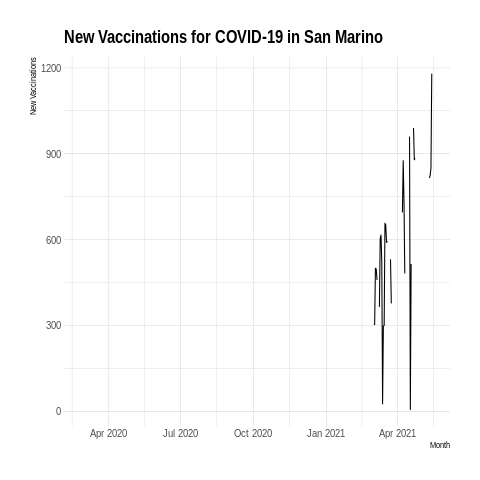 New Vaccinations for COVID-19 in San Marino
New Vaccinations
1200
900
600
300
0
Apr 2020 Jul 2020 Oct 2020 Jan 2021 Apr 2021
Month